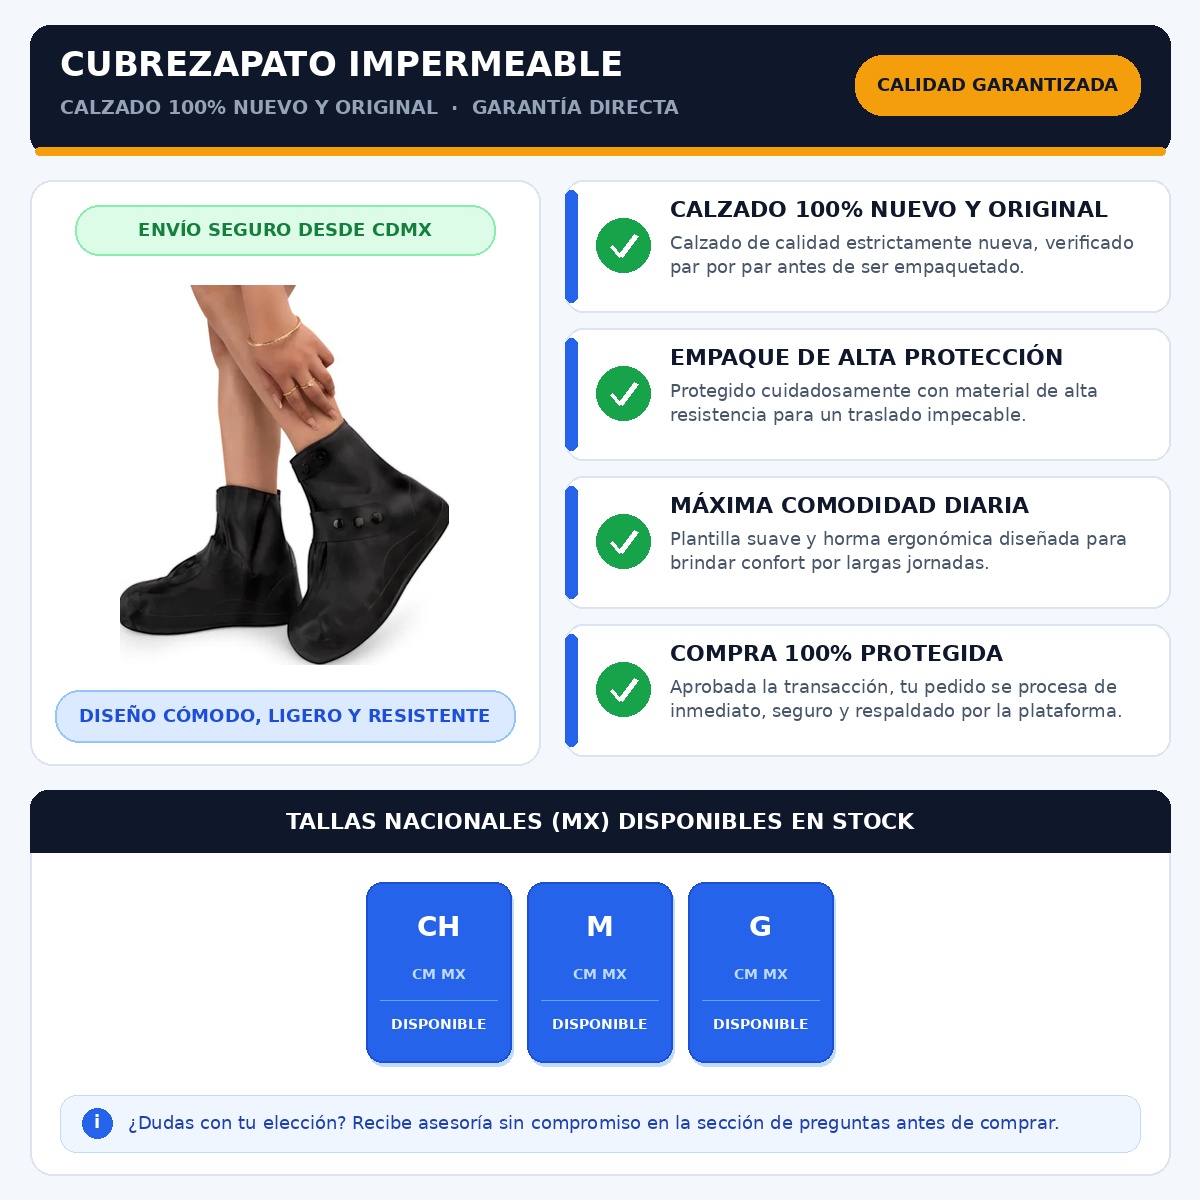 CUBREZAPATO IMPERMEABLE
CALZADO 100% NUEVO Y ORIGINAL · GARANTÍA DIRECTA
CALIDAD GARANTIZADA
ENVÍO SEGURO DESDE CDMX
DISEÑO CÓMODO, LIGERO Y RESISTENTE
CALZADO 100% NUEVO Y ORIGINAL
Calzado de calidad estrictamente nueva, verificado
par por par antes de ser empaquetado.
EMPAQUE DE ALTA PROTECCIÓN
Protegido cuidadosamente con material de alta
resistencia para un traslado impecable.
MÁXIMA COMODIDAD DIARIA
Plantilla suave y horma ergonómica diseñada para
brindar confort por largas jornadas.
COMPRA 100% PROTEGIDA
Aprobada la transacción, tu pedido se procesa de
inmediato, seguro y respaldado por la plataforma.
TALLAS NACIONALES (MX) DISPONIBLES EN STOCK
CH
CM MX
DISPONIBLE
M
CM MX
DISPONIBLE
G
CM MX
DISPONIBLE
i
¿Dudas con tu elección? Recibe asesoría sin compromiso en la sección de preguntas antes de comprar.